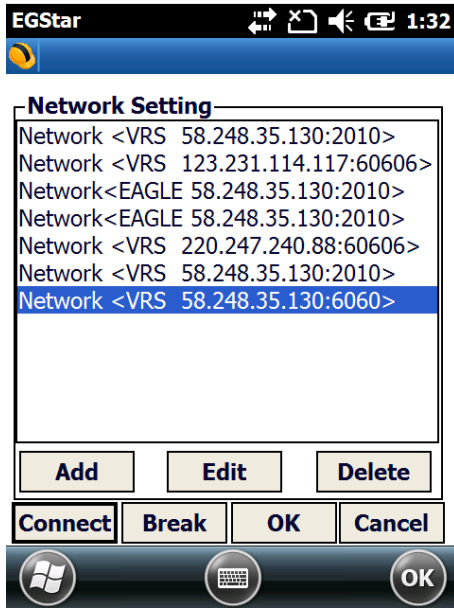 EGStar 1:32
Network Setting
Network <VRS 58.248.35.130:2010>
Network <VRS 123.231.114.117:60606>
Network<EAGLE 58.248.35.130:2010>
Network<EAGLE 58.248.35.130:2010>
Network <VRS 220.247.240.88:60606>
Network <VRS 58.248.35.130:2010>
Network <VRS 58.248.35.130:6060>
Add Edit Delete
Connect Break OK Cancel
OK